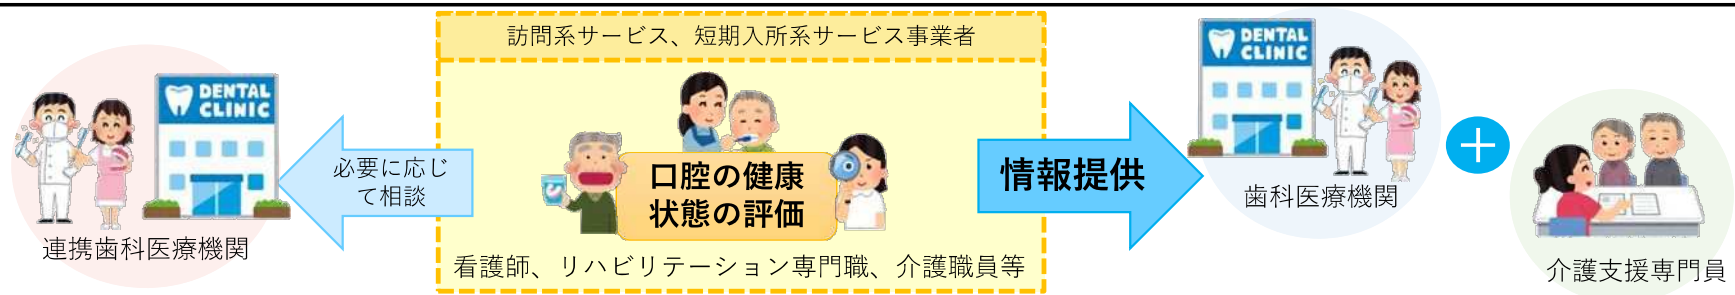 訪問系サービス、短期入所系サービス事業者
DENTAL
CLINIC
連携歯科医療機関
必要に応じ
て相談
口腔の健康
状態の評価
看護師、リハビリテーション専門職、介護職員等
情報提供
DENTAL
CLINIC
歯科医療機関
介護支援専門員